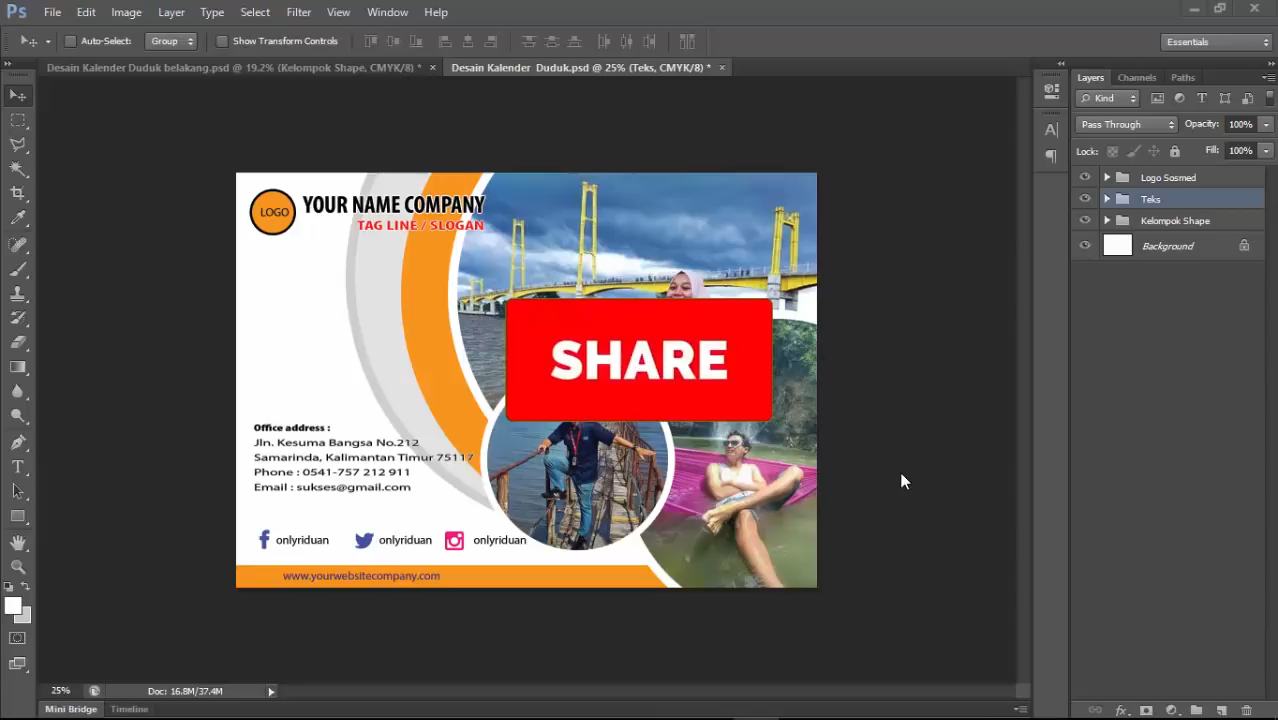 Ps File Edit Image Layer Type Select Filter View Window Help
Auto-Select: Group Show Transform Controls Essentials
Desain Kalender Duduk belakang.psd @ 19.2% (Kelompok Shape, CMYK/8) * × Desain Kalender Duduk.psd @ 25% (Teks, CMYK/8) * ×
Layers Channels Paths
Kind
Pass Through Opacity: 100%
Lock: Fill: 100%
Logo Sosmed
Teks
Kelompok Shape
Background
LOGO
YOUR NAME COMPANY
TAG LINE / SLOGAN
SHARE
Office address :
Jln. Kesuma Bangsa No.212
Samarinda, Kalimantan Timur 75117
Phone : 0541-757 212 911
Email : sukses@gmail.com
onlyriduan onlyriduan onlyriduan
www.yourwebsitecompany.com
25% Doc: 16.8M/37.4M
Mini Bridge Timeline